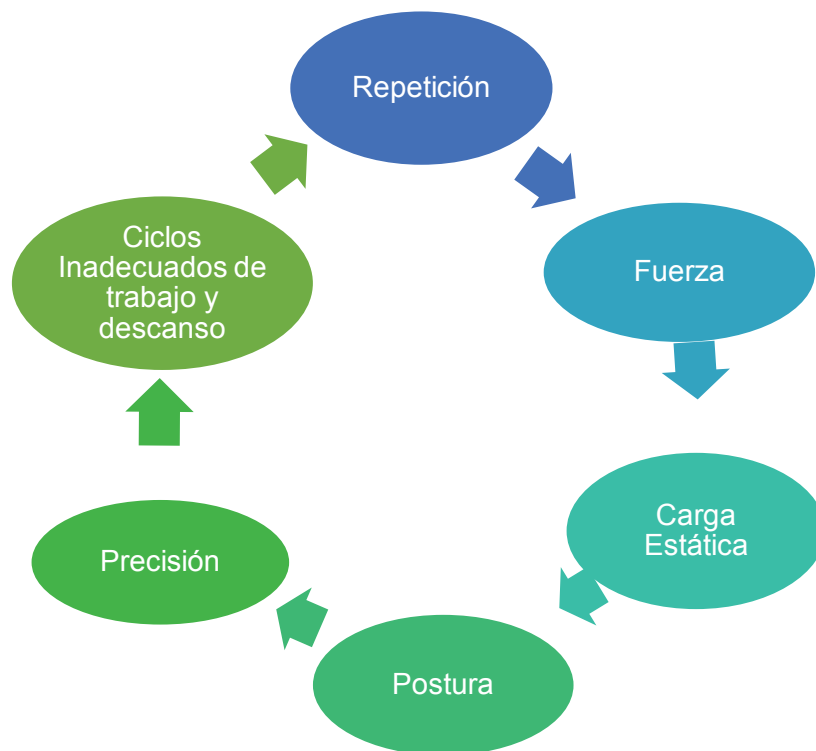 Repetición
Fuerza
Carga
Estática
Postura
Precisión
Ciclos
Inadecuados de
trabajo y
descanso